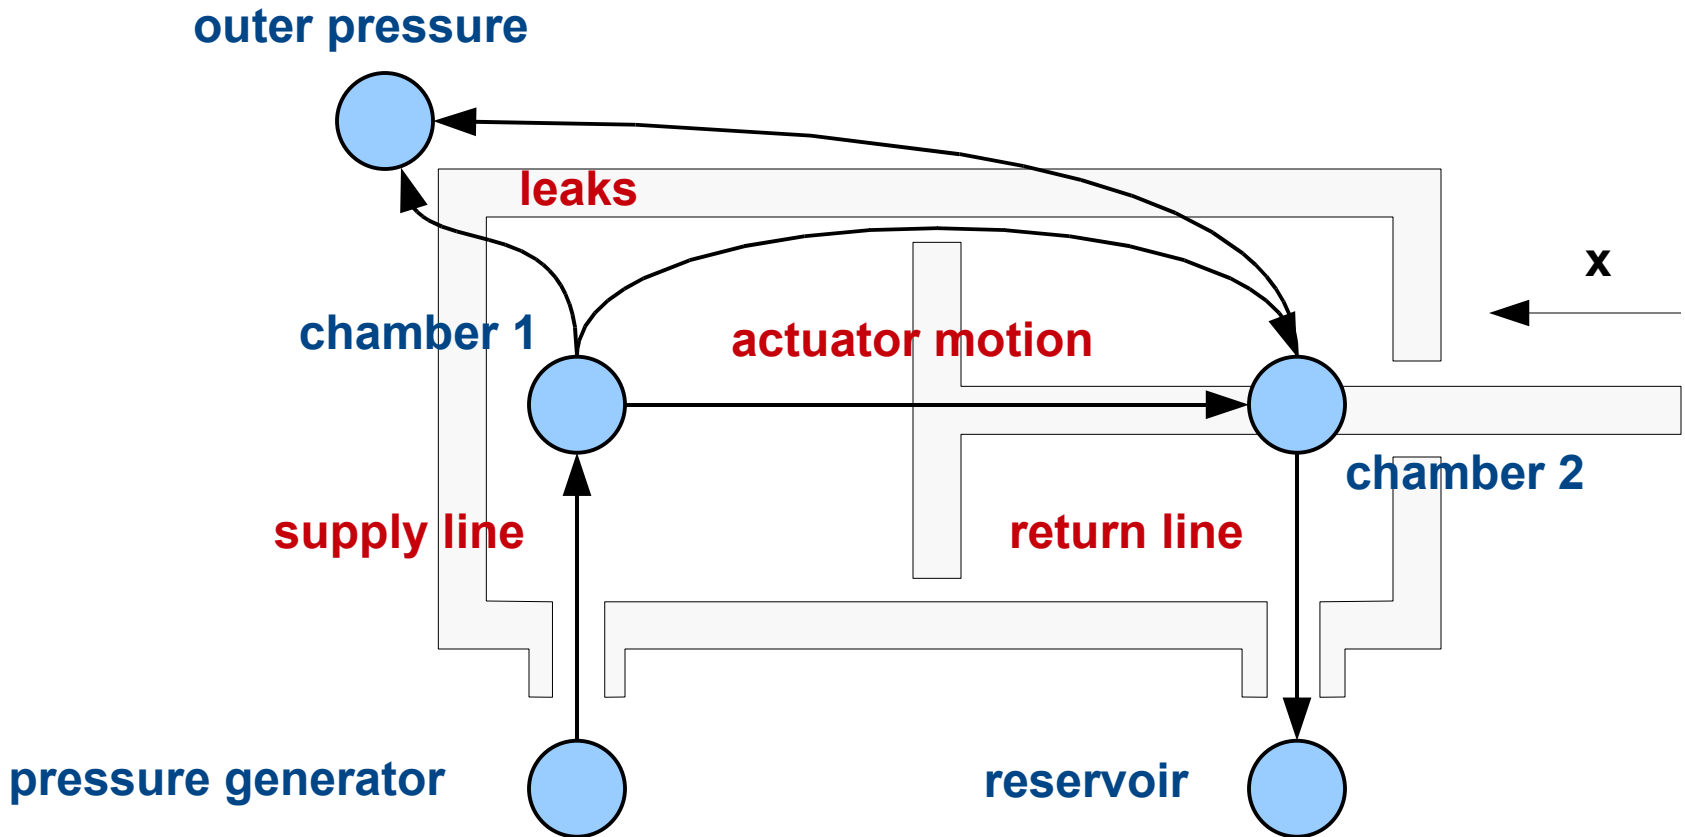 outer pressure
leaks
x
chamber 1
actuator motion
chamber 2
supply line
return line
pressure generator
reservoir